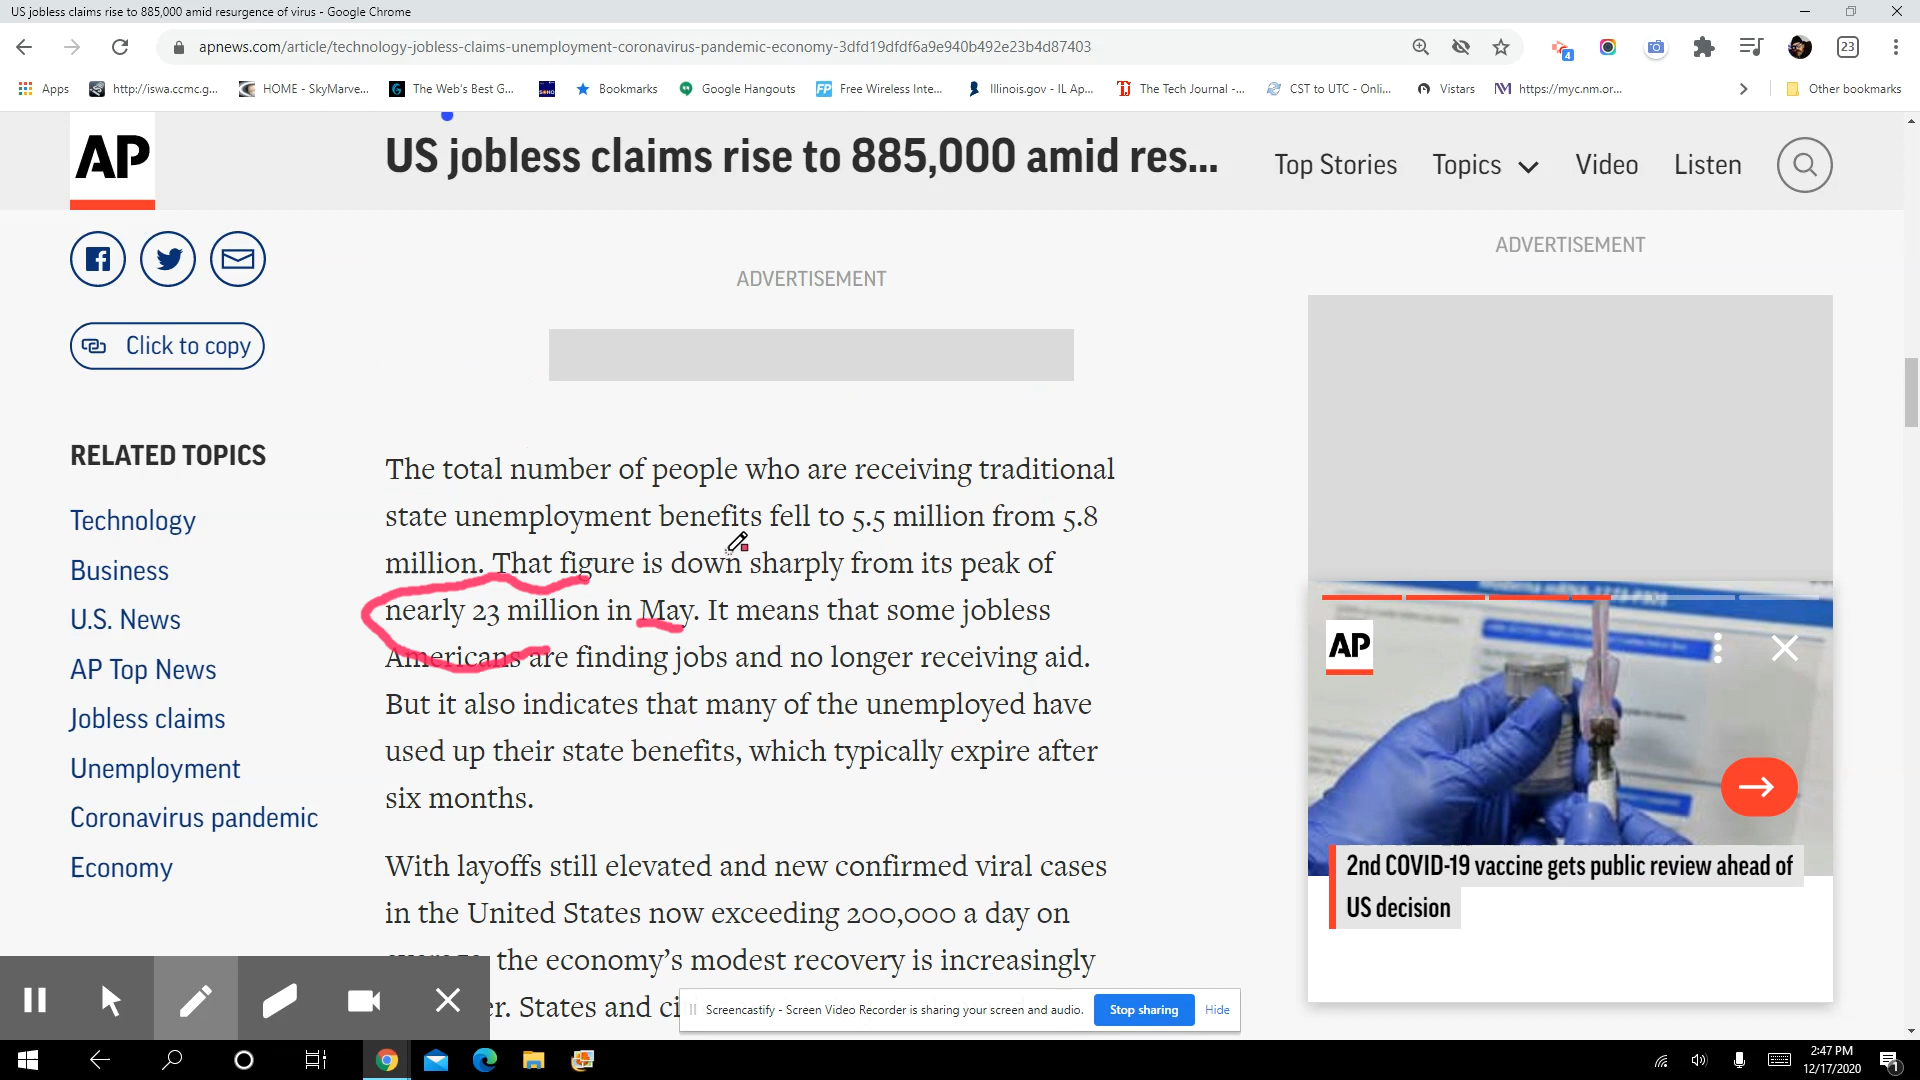 US jobless claims rise to 885,000 amid resurgence of virus - Google Chrome
apnews.com/article/technology-jobless-claims-unemployment-coronavirus-pandemic-economy-3dfd19dfdf6a9e940b492e23b4d87403
4
23
Apps
http://iswa.ccmc.g...
HOME - SkyMarve...
The Web's Best G...
Bookmarks
Google Hangouts
FP Free Wireless Inte...
Illinois.gov - IL Ap...
The Tech Journal -...
CST to UTC - Onli...
Vistars
https://myc.nm.or...
Other bookmarks
AP
US jobless claims rise to 885,000 amid res...
Top Stories
Topics
Video
Listen
ADVERTISEMENT
ADVERTISEMENT
Click to copy
RELATED TOPICS
Technology
Business
U.S. News
AP Top News
Jobless claims
Unemployment
Coronavirus pandemic
Economy
The total number of people who are receiving traditional
state unemployment benefits fell to 5.5 million from 5.8
million. That figure is down sharply from its peak of
nearly 23 million in May. It means that some jobless
Americans are finding jobs and no longer receiving aid.
But it also indicates that many of the unemployed have
used up their state benefits, which typically expire after
six months.
With layoffs still elevated and new confirmed viral cases
in the United States now exceeding 200,000 a day on
the economy's modest recovery is increasingly
States and
AP
2nd COVID-19 vaccine gets public review ahead of
US decision
Screencastify - Screen Video Recorder is sharing your screen and audio.
Stop sharing
Hide
2:47 PM
12/17/2020
1